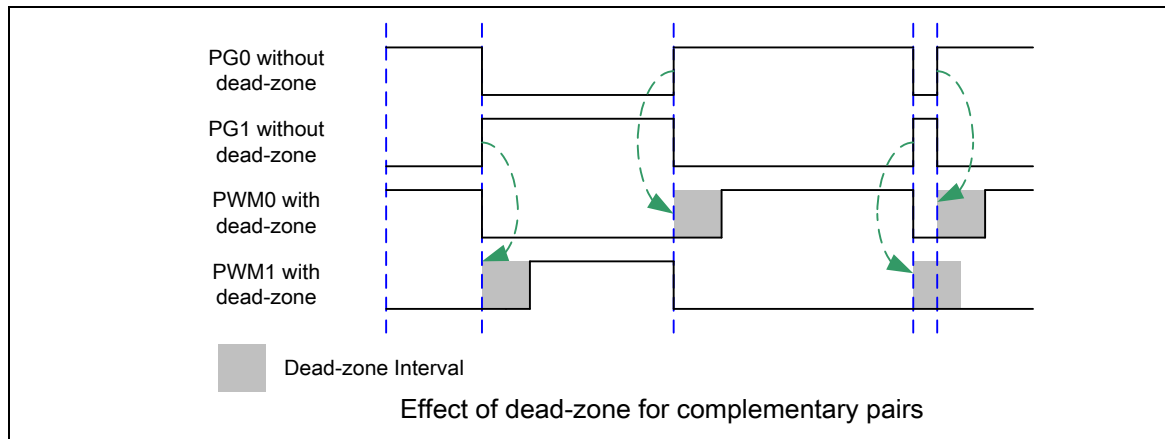 PG0 without
dead-zone
PG1 without
dead-zone
PWM0 with
dead-zone
PWM1 with
dead-zone
Dead-zone Interval
Effect of dead-zone for complementary pairs